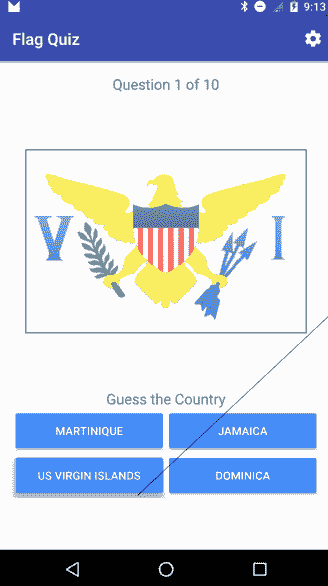 9:13
Flag Quiz
Question 1 of 10
V I
Guess the Country
MARTINIQUE JAMAICA
US VIRGIN ISLANDS DOMINICA